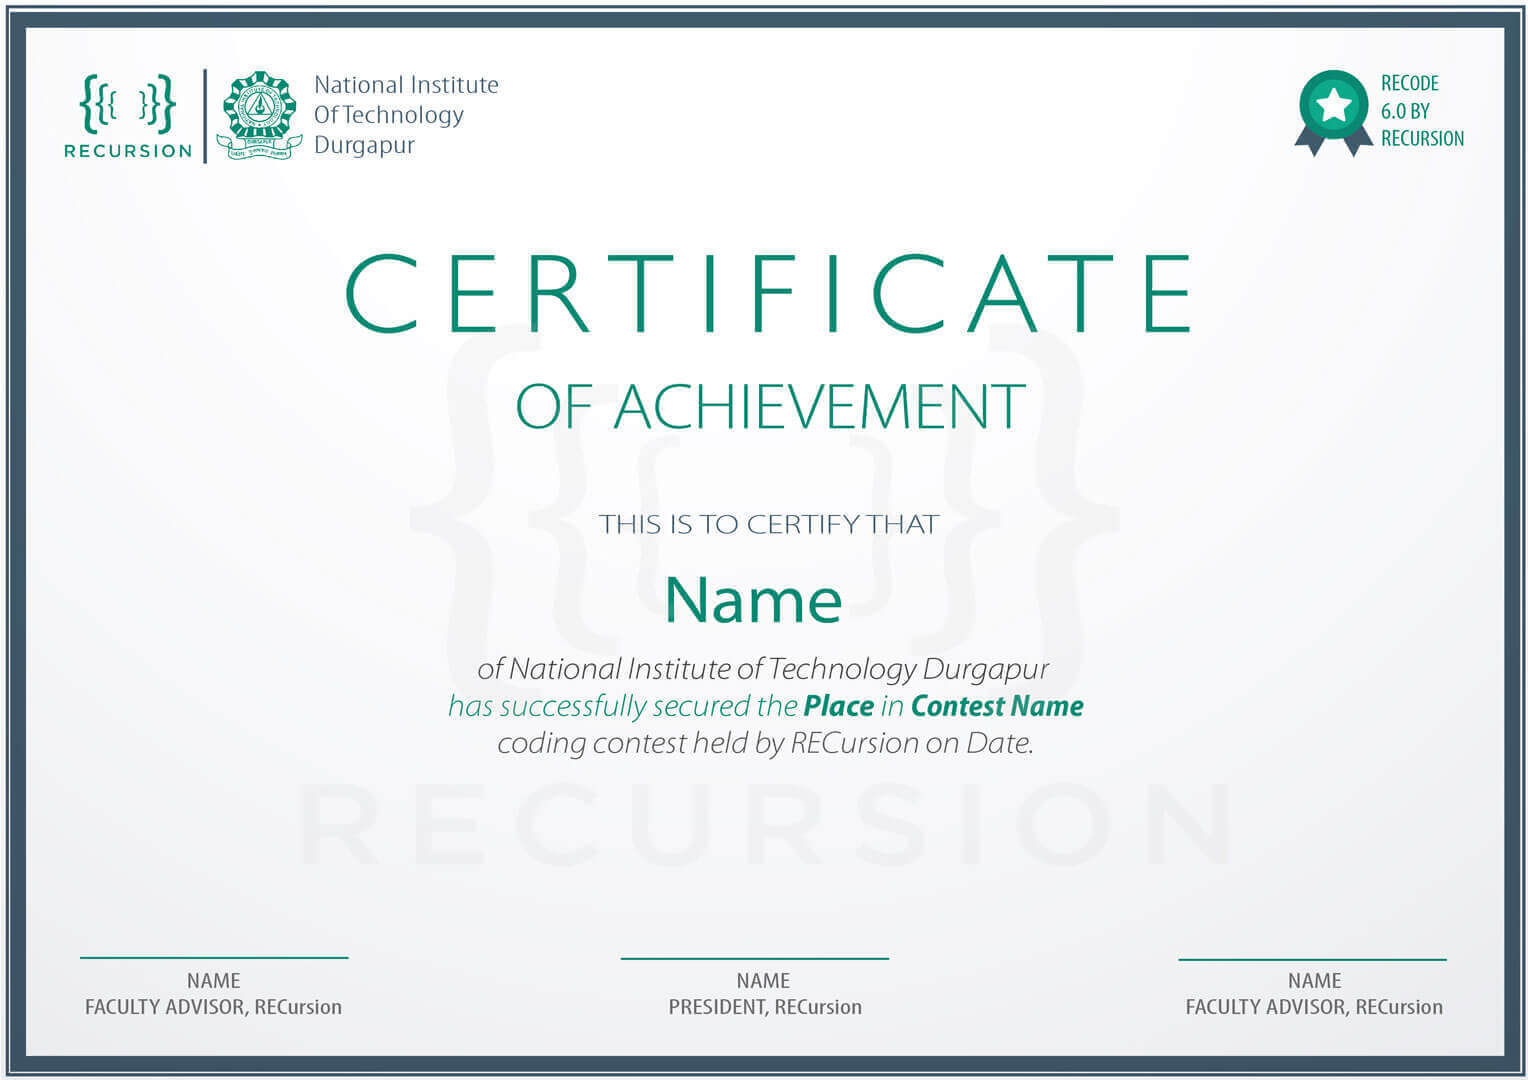 RECURSION
National Institute
Of Technology
Durgapur
RECODE
6.0 BY
RECURSION
CERTIFICATE
OF ACHIEVEMENT
THIS IS TO CERTIFY THAT
Name
of National Institute of Technology Durgapur
has successfully secured the Place in Contest Name
coding contest held by RECursion on Date.
RECURSION
NAME
FACULTY ADVISOR, RECursion
NAME
PRESIDENT, RECursion
NAME
FACULTY ADVISOR, RECursion